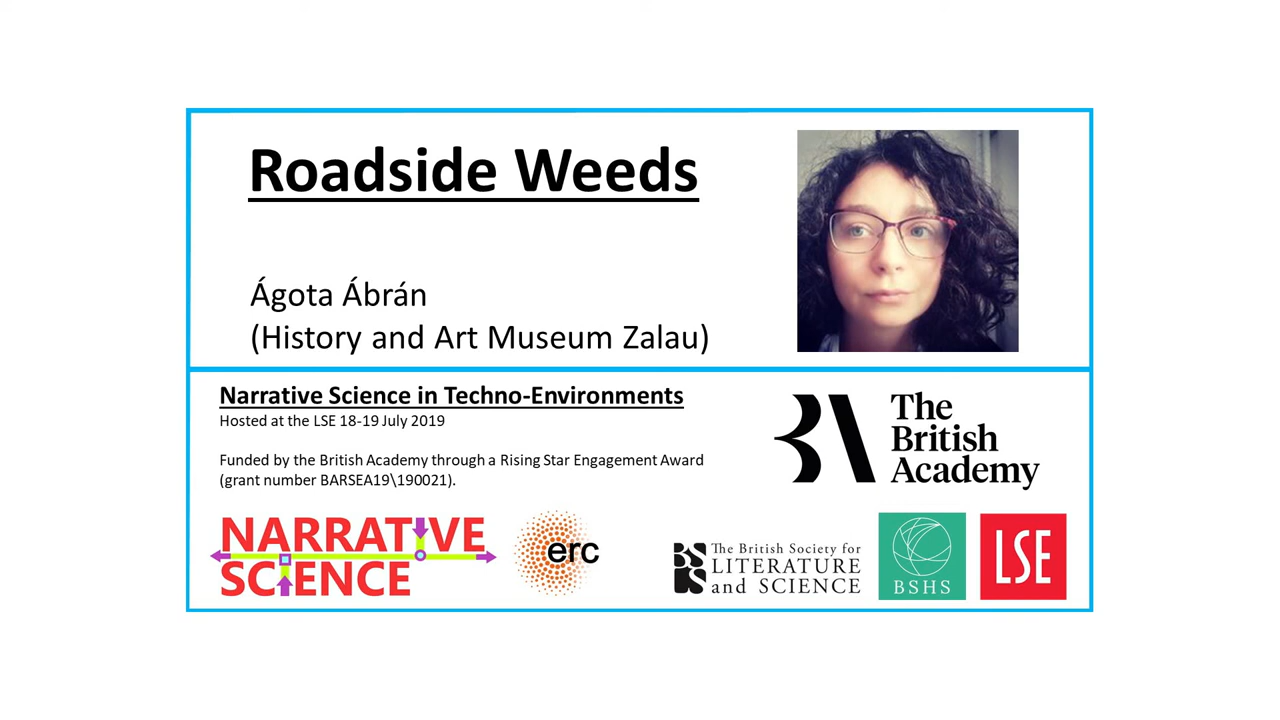 Roadside Weeds
Ágota Ábrán
(History and Art Museum Zalau)
Narrative Science in Techno-Environments
Hosted at the LSE 18-19 July 2019
Funded by the British Academy through a Rising Star Engagement Award
(grant number BARSEA19\190021).
The
British
Academy
NARRATIVE
SCIENCE
erc
BS
LS
The British Society for
LITERATURE
and SCIENCE
BSHS
LSE